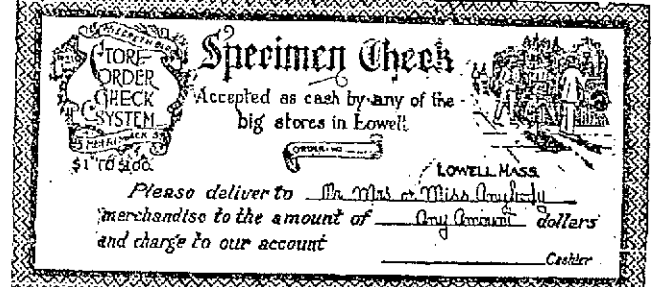 STORE
ORDER
CHECK
SYSTEM
MERRIMACK ST
$1 TO $100.
Specimen Check
Accepted as cash by any of the
big stores in Lowell
ORDER NO
LOWELL MASS.
Please deliver to Mr. Mrs or Miss Anybody
merchandise to the amount of Any Amount dollars
and charge to our account
Cashier